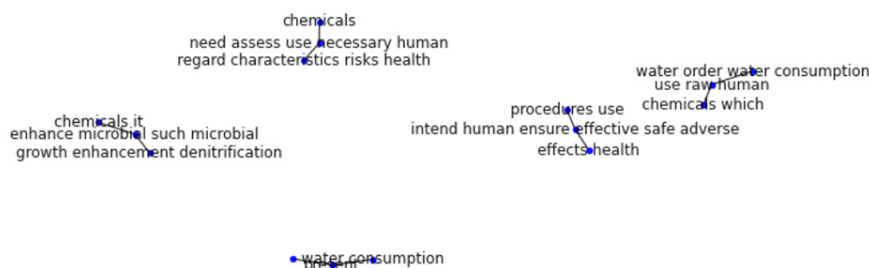 chemicals
need assess use necessary human
regard characteristics risks health
water order water consumption
use raw human
chemicals which
procedures use
intend human ensure effective safe adverse
effects health
chemicals it
enhance microbial such microbial
growth enhancement denitrification
water consumption
present